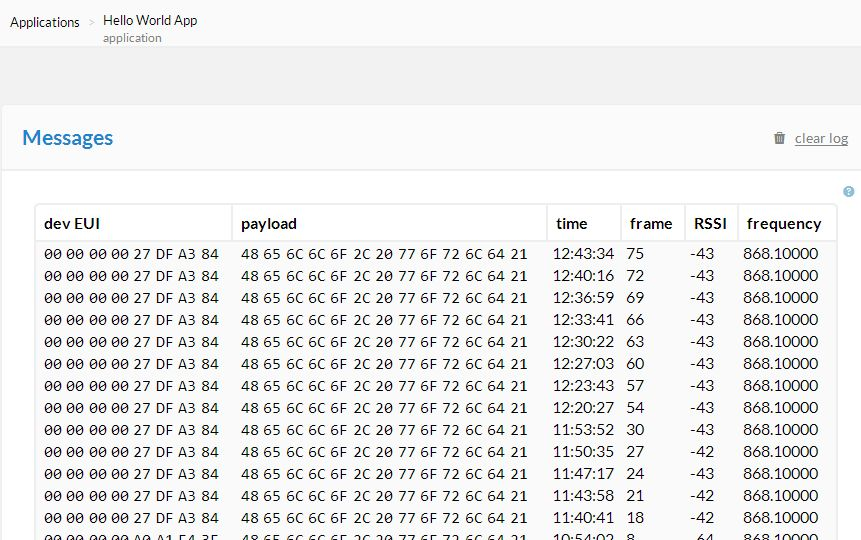 Applications > Hello World App
application
Messages
clear log
?
dev EUI payload time frame RSSI frequency
00 00 00 00 27 DF A3 84 48 65 6C 6C 6F 2C 20 77 6F 72 6C 64 21 12:43:34 75 -43 868.10000
00 00 00 00 27 DF A3 84 48 65 6C 6C 6F 2C 20 77 6F 72 6C 64 21 12:40:16 72 -43 868.10000
00 00 00 00 27 DF A3 84 48 65 6C 6C 6F 2C 20 77 6F 72 6C 64 21 12:36:59 69 -43 868.10000
00 00 00 00 27 DF A3 84 48 65 6C 6C 6F 2C 20 77 6F 72 6C 64 21 12:33:41 66 -43 868.10000
00 00 00 00 27 DF A3 84 48 65 6C 6C 6F 2C 20 77 6F 72 6C 64 21 12:30:22 63 -43 868.10000
00 00 00 00 27 DF A3 84 48 65 6C 6C 6F 2C 20 77 6F 72 6C 64 21 12:27:03 60 -43 868.10000
00 00 00 00 27 DF A3 84 48 65 6C 6C 6F 2C 20 77 6F 72 6C 64 21 12:23:43 57 -43 868.10000
00 00 00 00 27 DF A3 84 48 65 6C 6C 6F 2C 20 77 6F 72 6C 64 21 12:20:27 54 -43 868.10000
00 00 00 00 27 DF A3 84 48 65 6C 6C 6F 2C 20 77 6F 72 6C 64 21 11:53:52 30 -43 868.10000
00 00 00 00 27 DF A3 84 48 65 6C 6C 6F 2C 20 77 6F 72 6C 64 21 11:50:35 27 -42 868.10000
00 00 00 00 27 DF A3 84 48 65 6C 6C 6F 2C 20 77 6F 72 6C 64 21 11:47:17 24 -43 868.10000
00 00 00 00 27 DF A3 84 48 65 6C 6C 6F 2C 20 77 6F 72 6C 64 21 11:43:58 21 -42 868.10000
00 00 00 00 27 DF A3 84 48 65 6C 6C 6F 2C 20 77 6F 72 6C 64 21 11:40:41 18 -42 868.10000